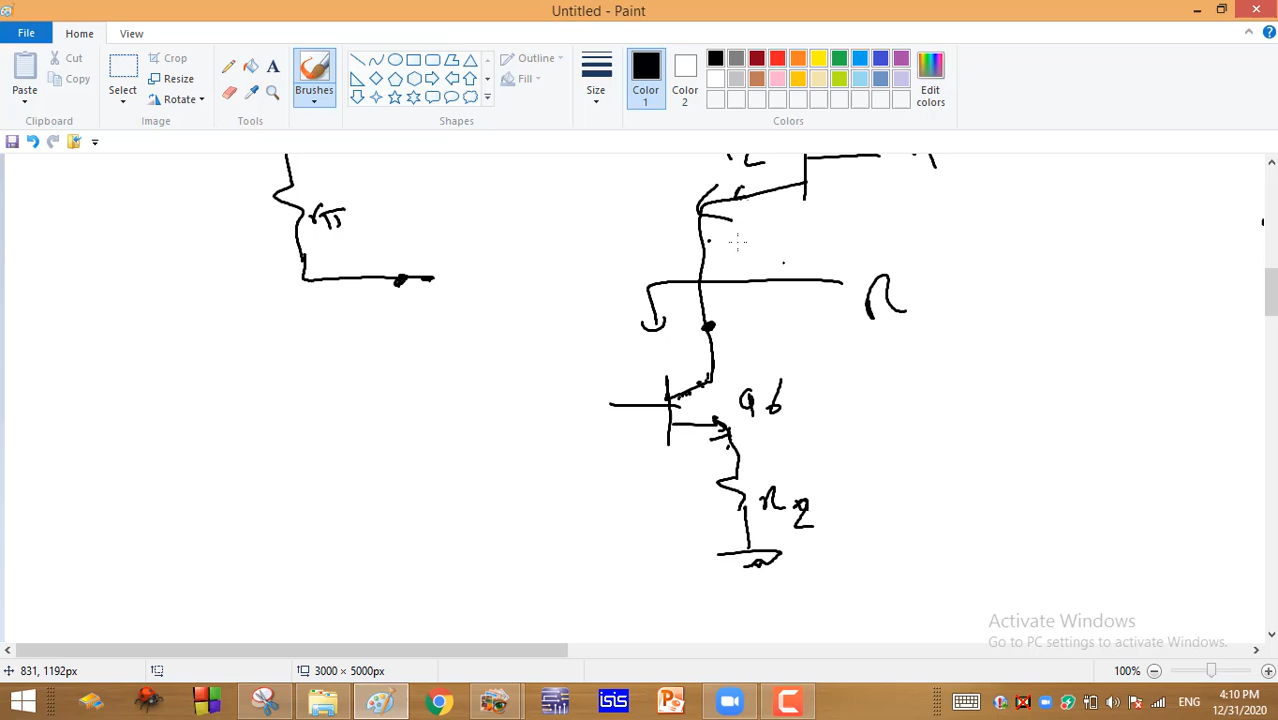 Untitled - Paint
File
Home
View
Paste
Cut
Copy
Clipboard
Select
Crop
Resize
Rotate
Image
A
Tools
Brushes
Outline
Fill
Shapes
Size
Color 1
Color 2
Edit colors
Colors
rπ
R
Q6
R2
Activate Windows
Go to PC settings to activate Windows.
831, 1192px
3000 × 5000px
100%
isis
ENG
4:10 PM
12/31/2020